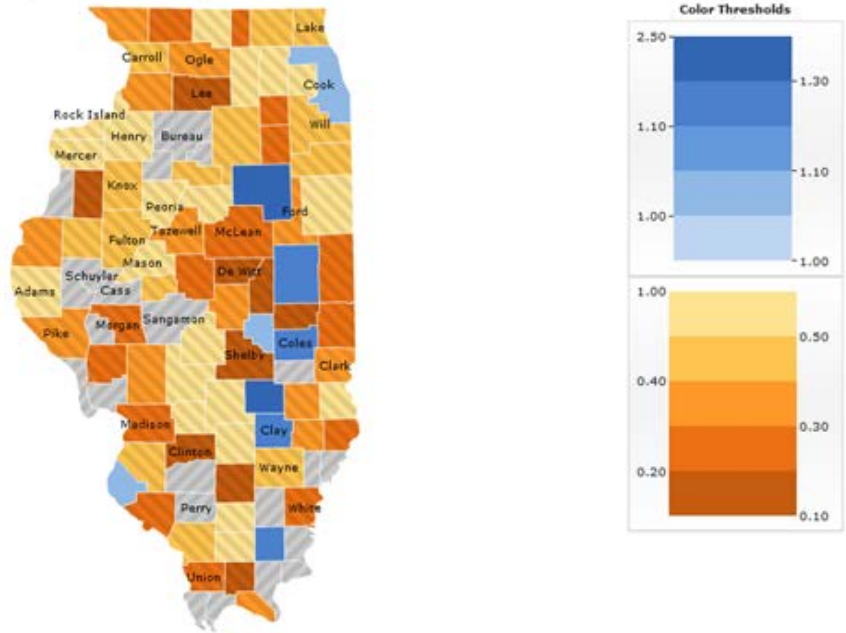 Color Thresholds
Lake
Carroll
Ogle
Cook
Lee
Rock Island
Will
Henry
Bureau
Mercer
Knox
Peoria
Ford
Tazewell
McLean
Fulton
Mason
De Witt
Schuyler
Cass
Adams
Sangamon
Morgan
Pike
Coles
Shelby
Clark
Madison
Clay
Clinton
Wayne
Perry
White
Union
2.50
1.30
1.10
1.10
1.00
1.00
1.00
0.50
0.40
0.30
0.20
0.10